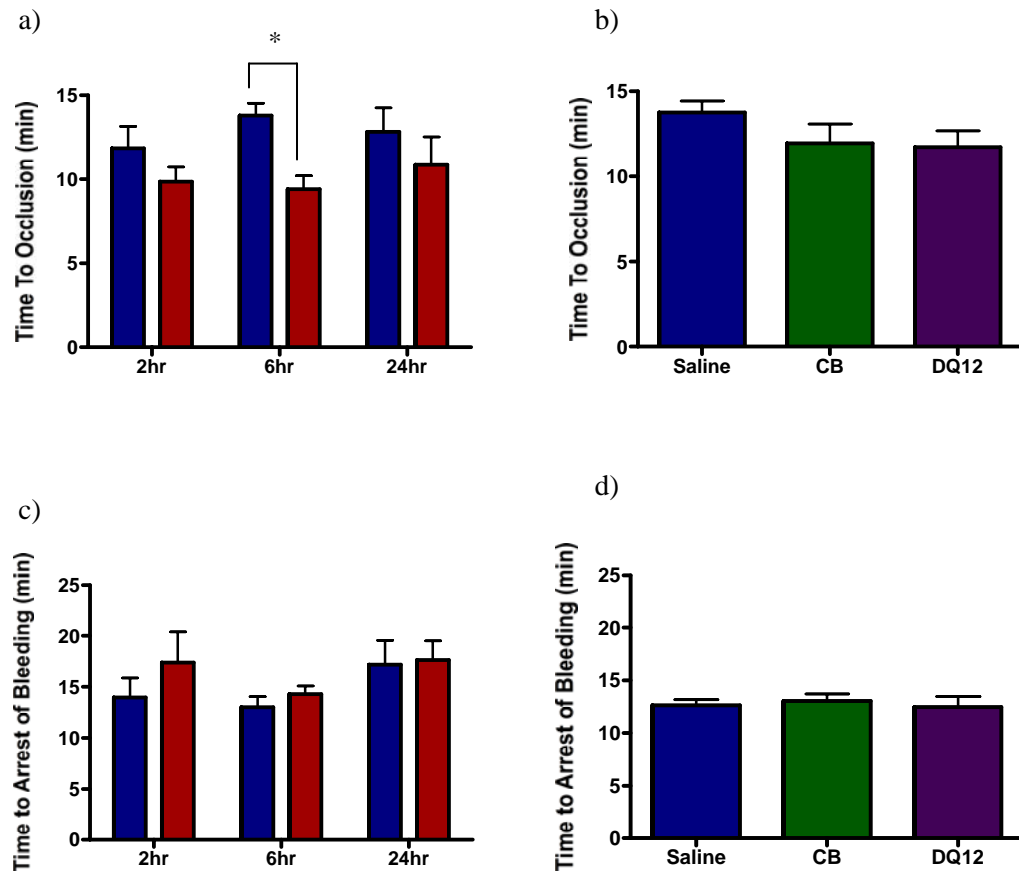 a)
*
Time To Occlusion (min)
15
10
5
0
2hr 6hr 24hr
b)
Time To Occlusion (min)
15
10
5
0
Saline CB DQ12
c)
Time to Arrest of Bleeding (min)
25
20
15
10
5
0
2hr 6hr 24hr
d)
Time to Arrest of Bleeding (min)
25
20
15
10
5
0
Saline CB DQ12